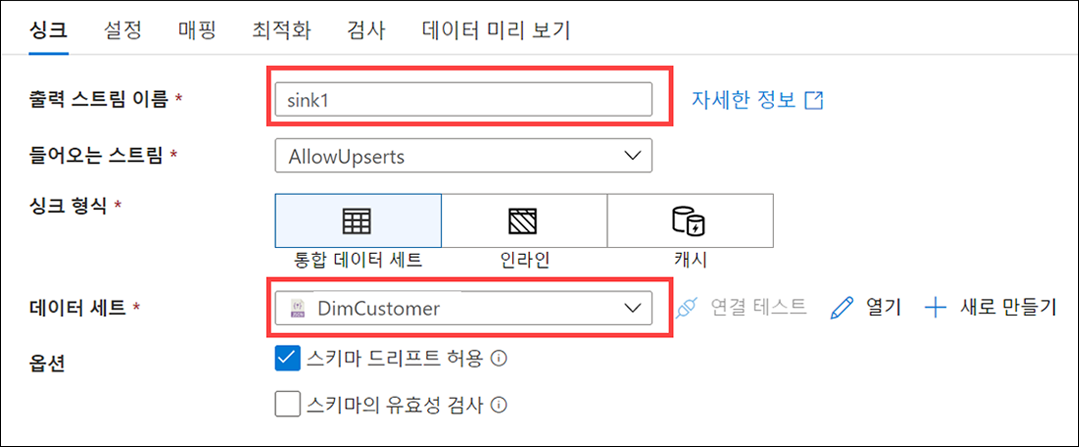 싱크 설정 매핑 최적화 검사 데이터 미리 보기
출력 스트림 이름 * sink1 자세한 정보
들어오는 스트림 * AllowUpserts
싱크 형식 *
통합 데이터 세트 인라인 캐시
데이터 세트 * DimCustomer 연결 테스트 열기 새로 만들기
옵션 스키마 드리프트 허용
스키마의 유효성 검사